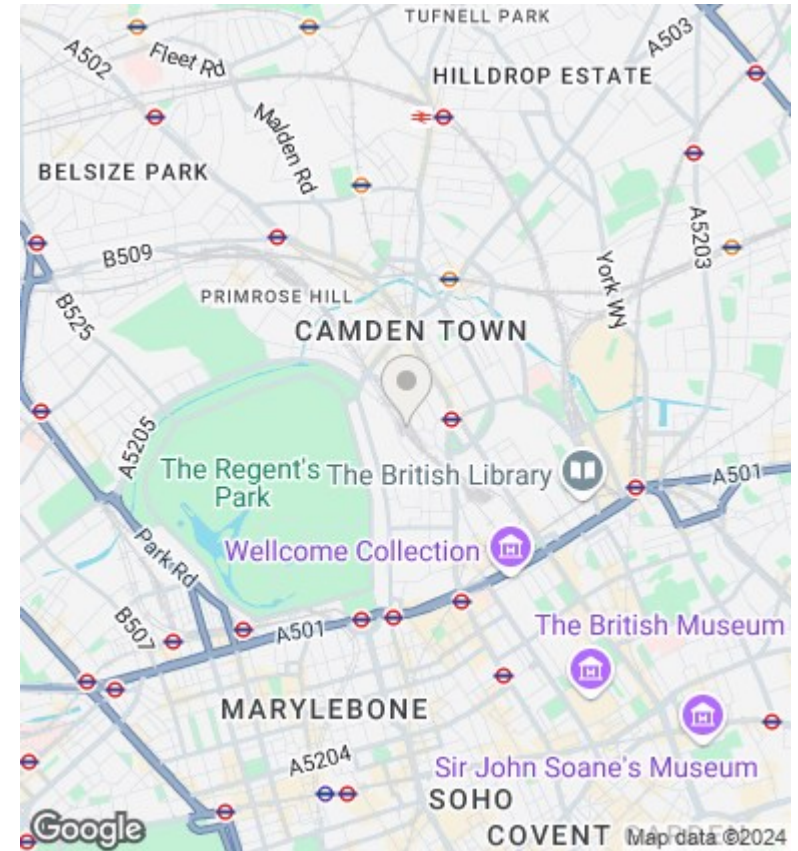 TUFNELL PARK
A502
Fleet Rd
A503
HILLDROP ESTATE
Malden Rd
BELSIZE PARK
A5203
B509
York WY
B525
PRIMROSE HILL
CAMDEN TOWN
A5205
The Regent's
Park
The British Library
A501
Park Rd
Wellcome Collection
B507
A501
The British Museum
MARYLEBONE
A5204
Sir John Soane's Museum
SOHO
COVENT GARDEN
Google
Map data ©2024